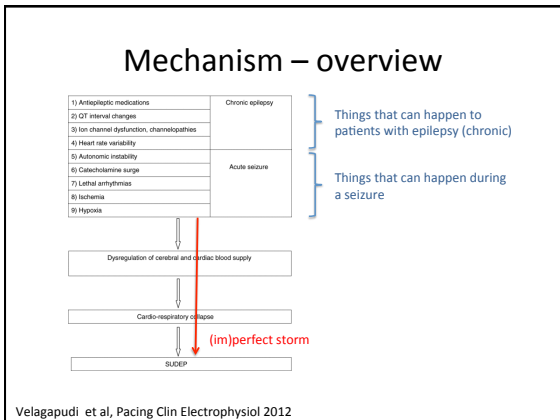 Mechanism – overview
1) Antiepileptic medications
Chronic epilepsy
2) QT interval changes
3) Ion channel dysfunction, channelopathies
4) Heart rate variability
5) Autonomic instability
Acute seizure
6) Catecholamine surge
7) Lethal arrhythmias
8) Ischemia
9) Hypoxia
Things that can happen to
patients with epilepsy (chronic)
Things that can happen during
a seizure
Dysregulation of cerebral and cardiac blood supply
Cardio-respiratory collapse
(im)perfect storm
SUDEP
Velagapudi et al, Pacing Clin Electrophysiol 2012